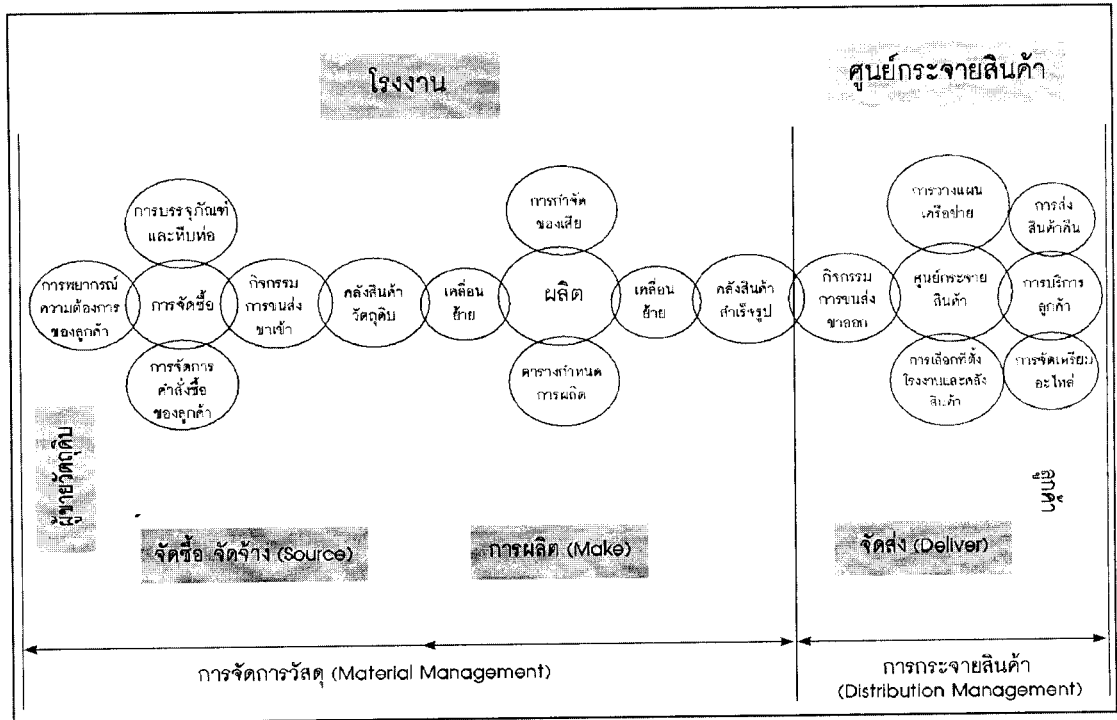 โรงงาน
ศูนย์กระจายสินค้า
การบรรจุภัณฑ์
และหีบห่อ
การกำจัด
ของเสีย
การวางแผน
เครือข่าย
การส่ง
สินค้าคืน
การพยากรณ์
ความต้องการ
ของลูกค้า
การจัดซื้อ
กิจกรรม
การขนส่ง
ขาเข้า
คลังสินค้า
วัตถุดิบ
เคลื่อน
ย้าย
ผลิต
เคลื่อน
ย้าย
คลังสินค้า
สำเร็จรูป
กิจกรรม
การขนส่ง
ขาออก
ศูนย์กระจาย
สินค้า
การบริการ
ลูกค้า
การจัดการ
คำสั่งซื้อ
ของลูกค้า
ตารางกำหนด
การผลิต
การเลือกที่ตั้ง
โรงงานและคลัง
สินค้า
การจัดเตรียม
อะไหล่
ผู้ขายวัตถุดิบ
ลูกค้า
จัดซื้อ จัดจ้าง (Source)
การผลิต (Make)
จัดส่ง (Deliver)
การจัดการวัสดุ (Material Management)
การกระจายสินค้า
(Distribution Management)